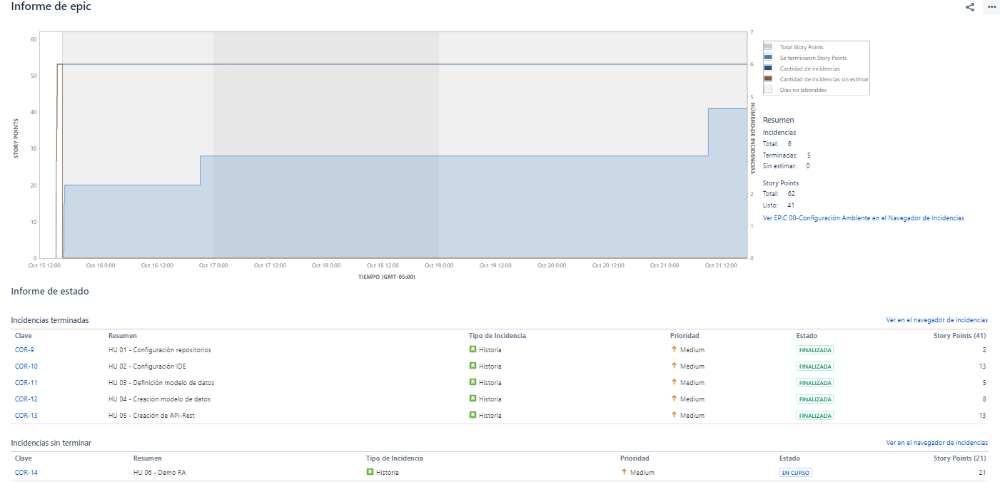 Informe de epic
60
50
40
30
20
10
0
STORY POINTS
7
6
5
2
1
0
NÚMERO DE INCIDENCIAS
Oct 15 12:00 Oct 16 0:00 Oct 16 12:00 Oct 17 0:00 Oct 17 12:00 Oct 18 0:00 Oct 18 12:00 Oct 19 0:00 Oct 19 12:00 Oct 20 0:00 Oct 20 12:00 Oct 21 0:00 Oct 21 12:00
TIEMPO (GMT-05:00)
Total Story Points
Se terminaron Story Points
Cantidad de incidencias
Cantidad de incidencias sin estimar
Días no laborables
Resumen
Incidencias
Total: 6
Terminadas: 5
Sin estimar: 0
Story Points
Total: 62
Listo: 41
Ver EPIC 00-Configuración Ambiente en el Navegador de Incidencias
Informe de estado
Incidencias terminadas Ver en el navegador de incidencias
Clave Resumen Tipo de Incidencia Prioridad Estado Story Points (41)
COR-9 HU 01 - Configuración repositorios Historia Medium FINALIZADA 2
COR-10 HU 02 - Configuración IDE Historia Medium FINALIZADA 13
COR-11 HU 03 - Definición modelo de datos Historia Medium FINALIZADA 5
COR-12 HU 04 - Creación modelo de datos Historia Medium FINALIZADA 8
COR-13 HU 05 - Creación de API-Rest Historia Medium FINALIZADA 13
Incidencias sin terminar Ver en el navegador de incidencias
Clave Resumen Tipo de Incidencia Prioridad Estado Story Points (21)
COR-14 HU 06 - Demo RA Historia Medium EN CURSO 21